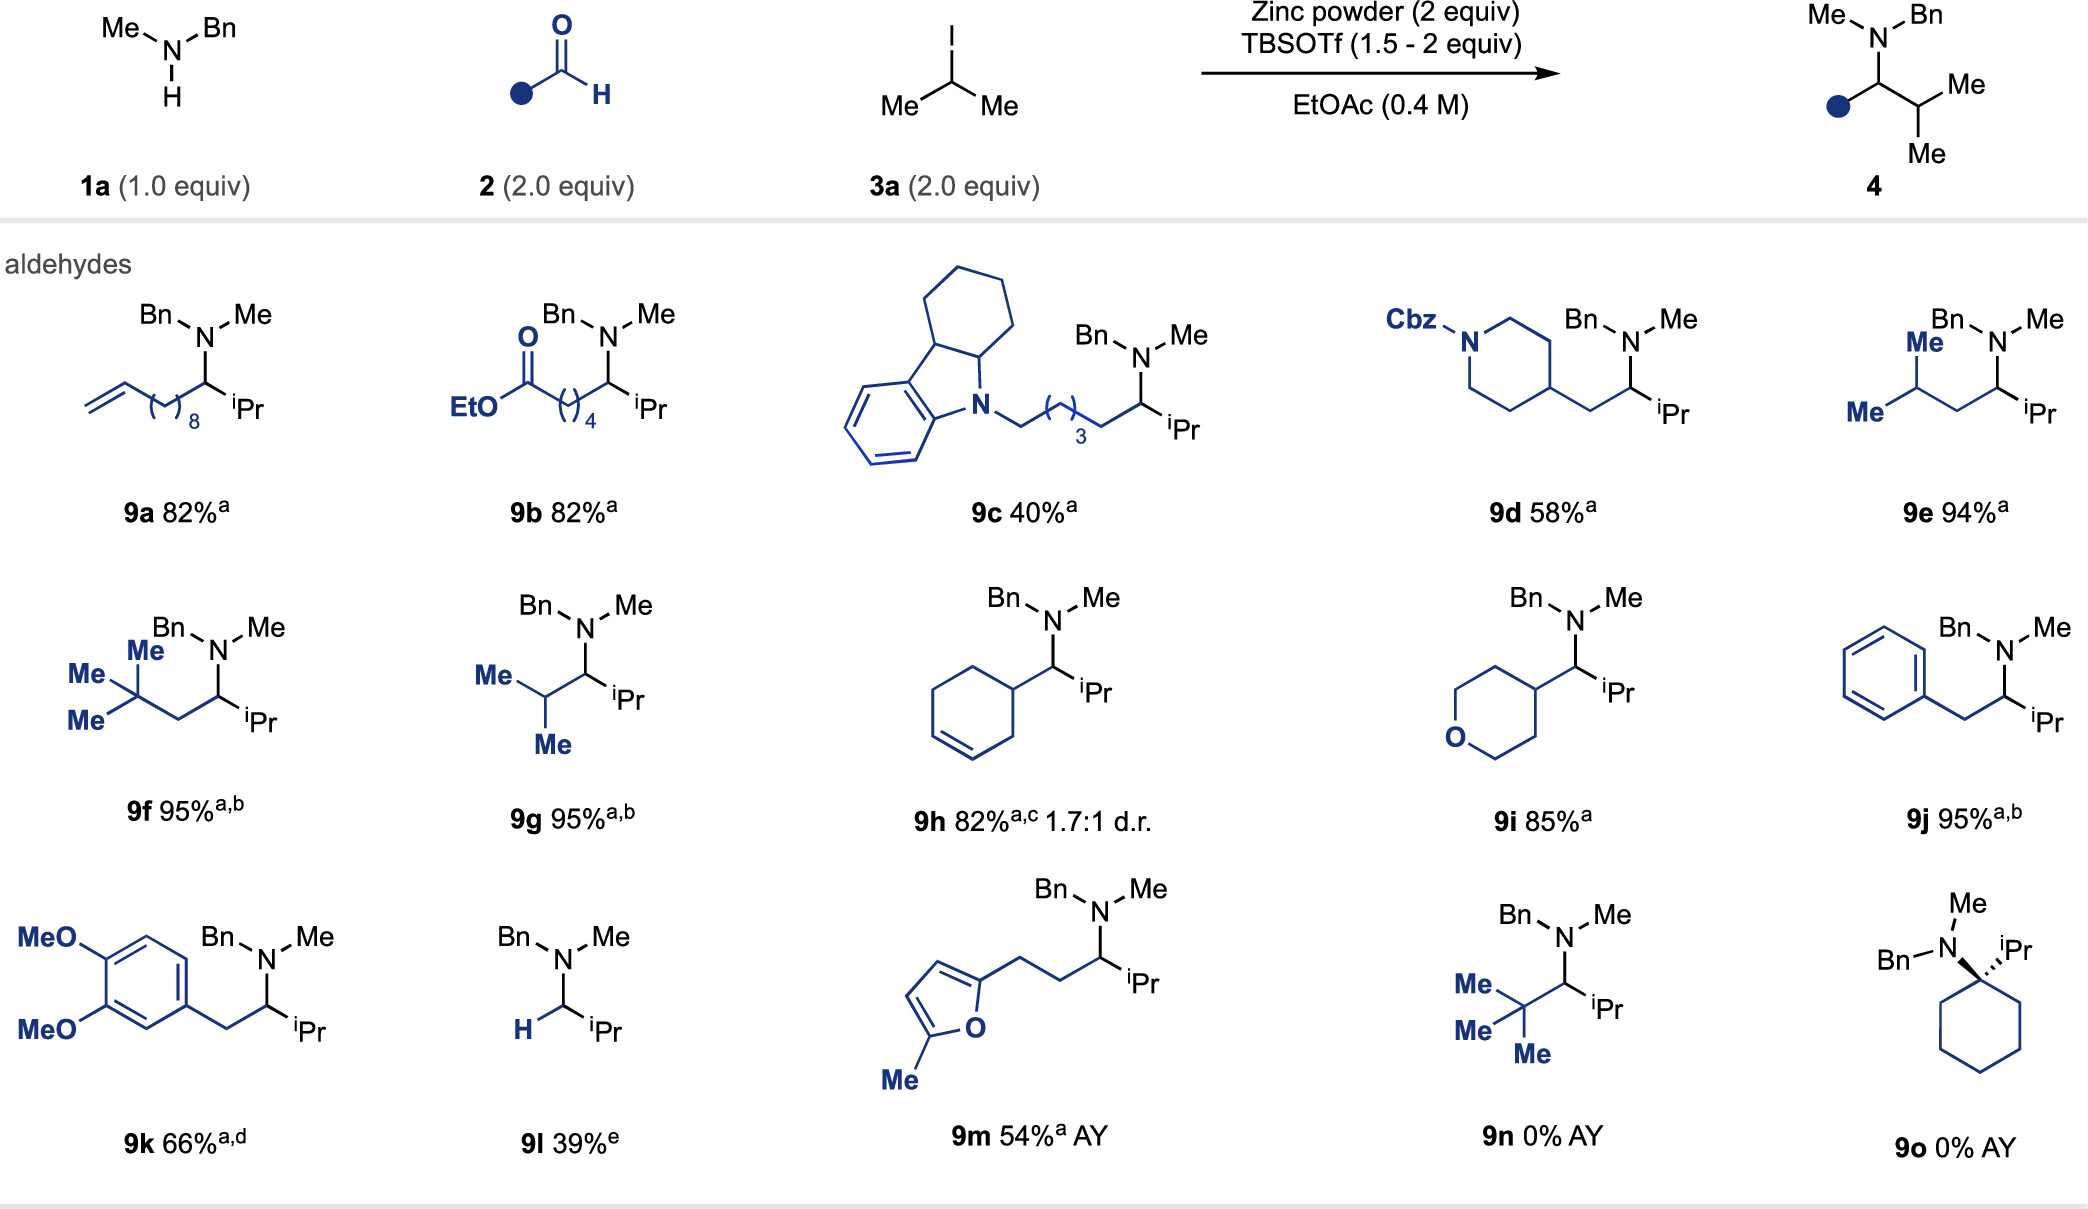 Me N Bn
H
O
H
I
Me Me
Zinc powder (2 equiv)
TBSOTf (1.5 - 2 equiv)
EtOAc (0.4 M)
Me N Bn
Me
Me
1a (1.0 equiv)
2 (2.0 equiv)
3a (2.0 equiv)
4
aldehydes
Bn N Me
8
iPr
O
Bn N Me
EtO
4
iPr
N
3
Bn N Me
iPr
Cbz
N
Bn N Me
iPr
Bn N Me
Me
Me
iPr
9a 82%a
9b 82%a
9c 40%a
9d 58%a
9e 94%a
Bn N Me
Me
Me
Me
iPr
Bn N Me
Me
iPr
Me
Bn N Me
iPr
Bn N Me
iPr
O
Bn N Me
iPr
9f 95%a,b
9g 95%a,b
9h 82%a,c 1.7:1 d.r.
9i 85%a
9j 95%a,b
MeO
MeO
Bn N Me
iPr
Bn N Me
H
iPr
Bn N Me
iPr
O
Me
Bn N Me
Me
iPr
Me
Me
Me
N
Bn
iPr
9k 66%a,d
9l 39%e
9m 54%a AY
9n 0% AY
9o 0% AY